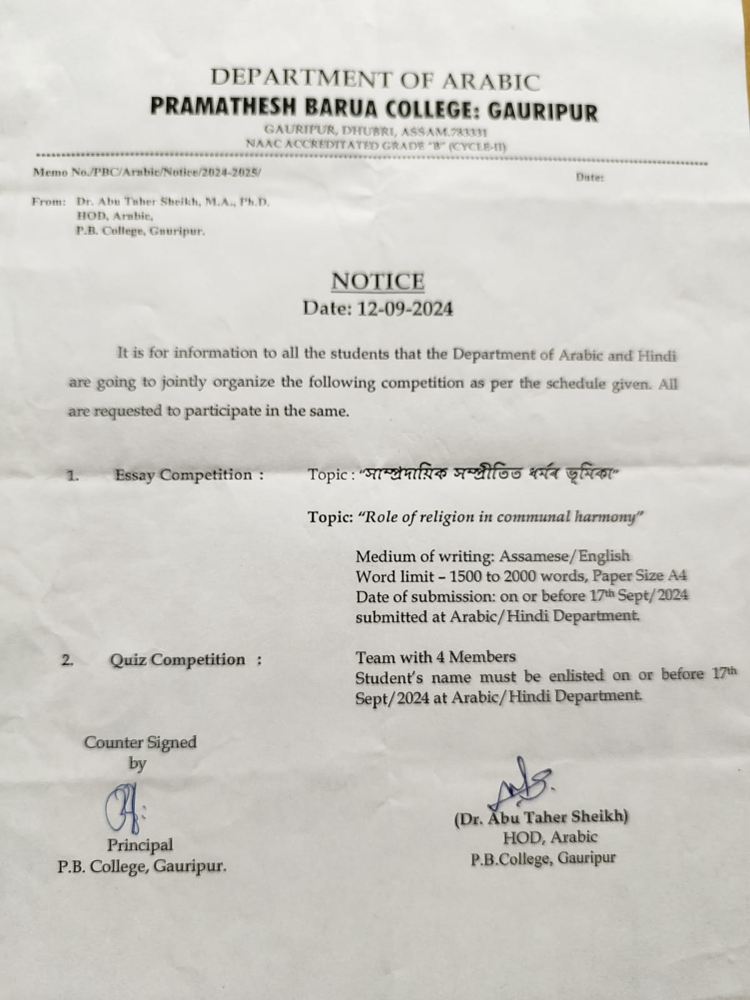 DEPARTMENT OF ARABIC
PRAMATHESH BARUA COLLEGE: GAURIPUR
GAURIPUR, DHUBRI, ASSAM.783331
NAAC ACCREDITATED GRADE "B" (CYCLE-II)
Memo No./PBC/Arabic/Notice/2024-2025/
Date:
From: Dr. Abu Taher Sheikh, M.A., Ph.D.
HOD, Arabic,
P.B. College, Gauripur.
NOTICE
Date: 12-09-2024
It is for information to all the students that the Department of Arabic and Hindi
are going to jointly organize the following competition as per the schedule given. All
are requested to participate in the same.
1. Essay Competition : Topic : "সাম্প্ৰদায়িক সম্প্ৰীতিত ধৰ্মৰ ভূমিকা"
Topic: "Role of religion in communal harmony"
Medium of writing: Assamese/English
Word limit – 1500 to 2000 words, Paper Size A4
Date of submission: on or before 17th Sept/2024
submitted at Arabic/Hindi Department.
2. Quiz Competition : Team with 4 Members
Student's name must be enlisted on or before 17th
Sept/2024 at Arabic/Hindi Department.
Counter Signed
by
Principal
P.B. College, Gauripur.
(Dr. Abu Taher Sheikh)
HOD, Arabic
P.B.College, Gauripur